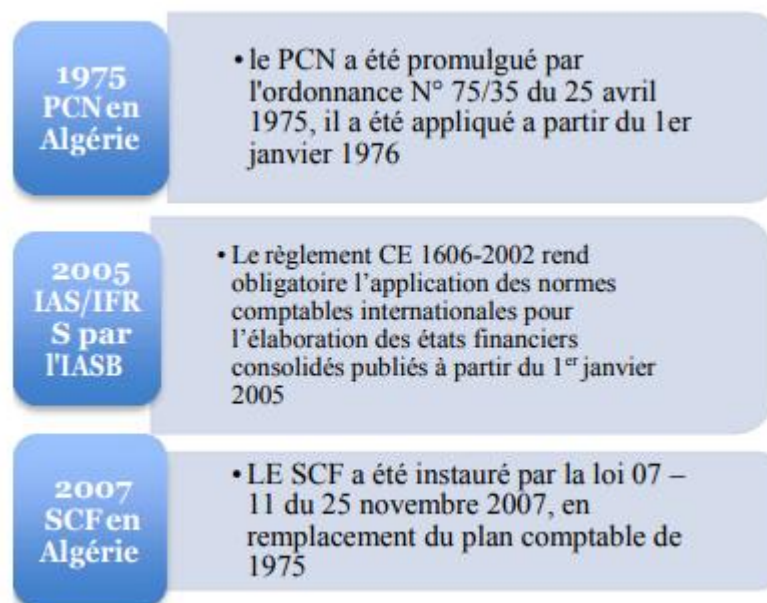 1975
PCN en
Algérie
• le PCN a été promulgué par
l'ordonnance N° 75/35 du 25 avril
1975, il a été appliqué a partir du 1er
janvier 1976
2005
IAS/IFR
S par
l'IASB
• Le règlement CE 1606-2002 rend
obligatoire l’application des normes
comptables internationales pour
l’élaboration des états financiers
consolidés publiés à partir du 1er janvier
2005
2007
SCF en
Algérie
• LE SCF a été instauré par la loi 07 –
11 du 25 novembre 2007, en
remplacement du plan comptable de
1975